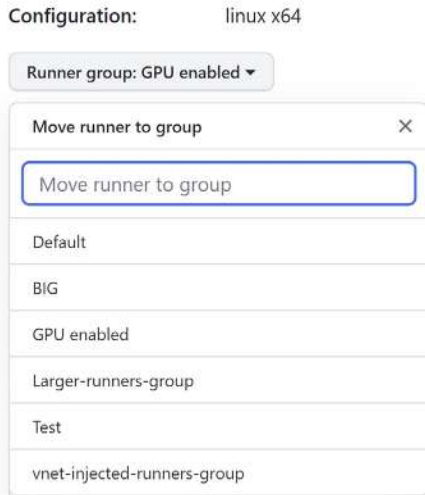 Configuration: linux x64
Runner group: GPU enabled
Move runner to group
Move runner to group
Default
BIG
GPU enabled
Larger-runners-group
Test
vnet-injected-runners-group